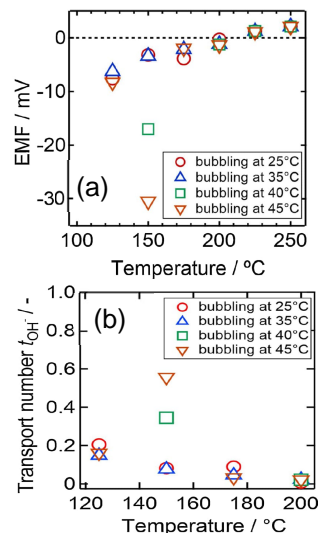 0
-10
-20
-30
EMF / mV
(a)
bubbling at 25°C
bubbling at 35°C
bubbling at 40°C
bubbling at 45°C
100 150 200 250
Temperature / ºC
1.0
0.8
0.6
0.4
0.2
0
Transport number tOH- / -
(b)
bubbling at 25°C
bubbling at 35°C
bubbling at 40°C
bubbling at 45°C
120 140 160 180 200
Temperature / °C